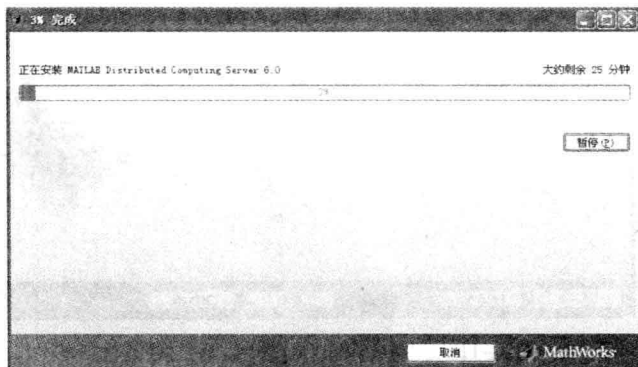 3% 完成
正在安装 MATLAB Distributed Computing Server 6.0
大约剩余 25 分钟
3%
暂停(P)
取消
MathWorks